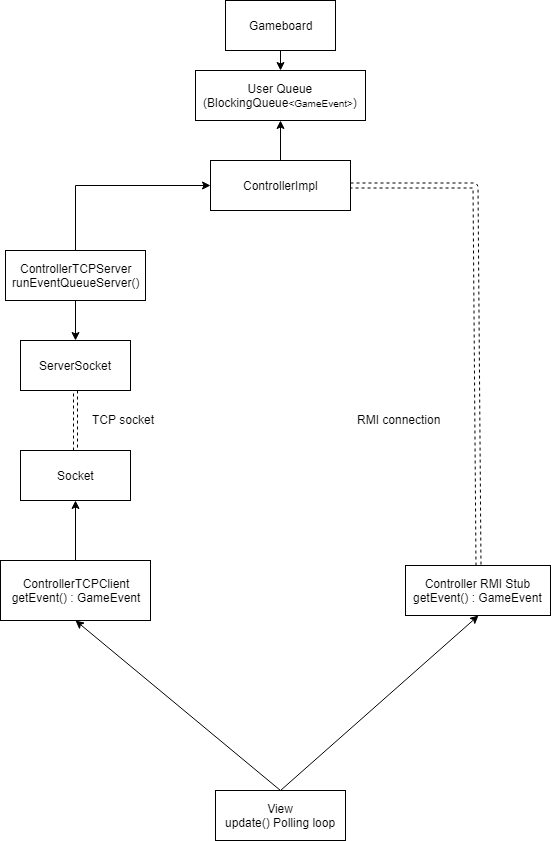 Gameboard
User Queue
(BlockingQueue<GameEvent>)
ControllerImpl
ControllerTCPServer
runEventQueueServer()
ServerSocket
TCP socket
RMI connection
Socket
ControllerTCPClient
getEvent() : GameEvent
Controller RMI Stub
getEvent() : GameEvent
View
update() Polling loop